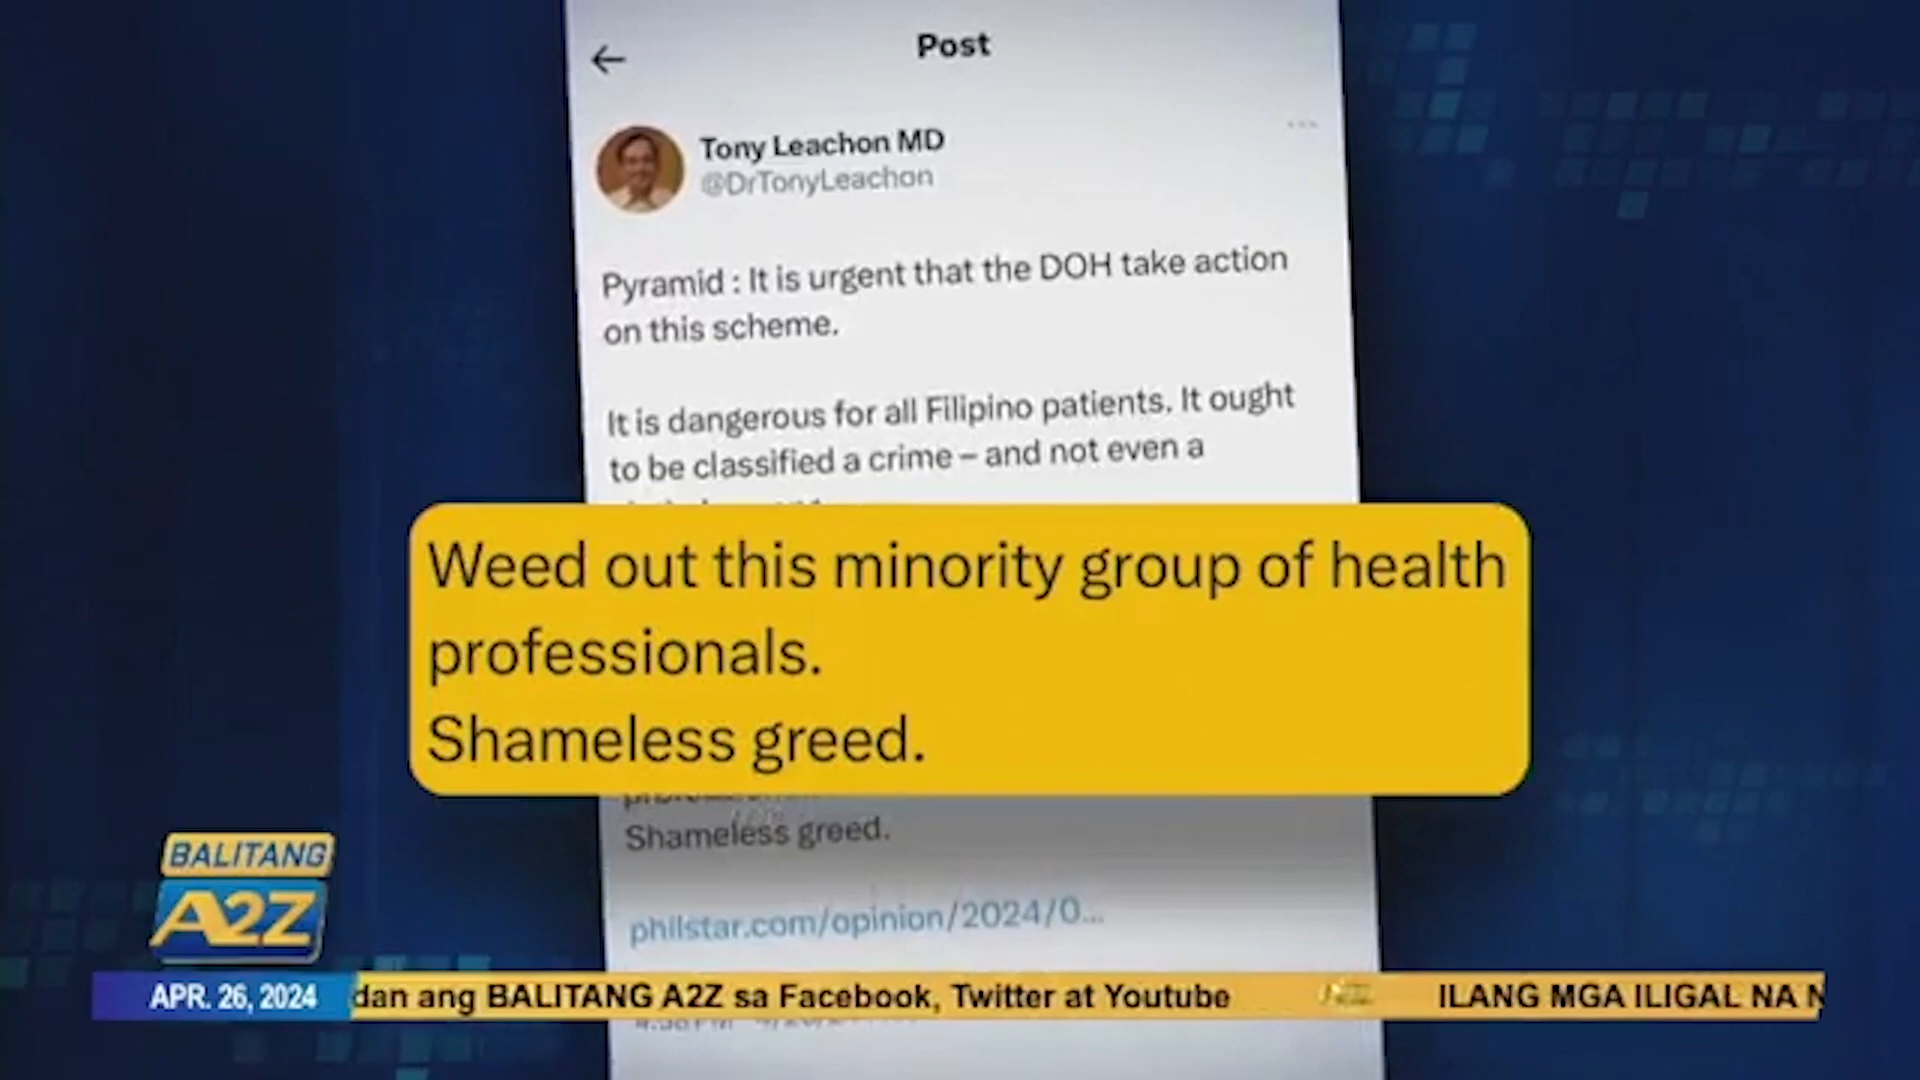 Post
Tony Leachon MD
@DrTonyLeachon
Pyramid : It is urgent that the DOH take action
on this scheme.
It is dangerous for all Filipino patients. It ought
to be classified a crime – and not even a
Weed out this minority group of health
professionals.
Shameless greed.
Shameless greed.
philstar.com/opinion/2024/0...
BALITANG
A2Z
APR. 26, 2024
dan ang BALITANG A2Z sa Facebook, Twitter at Youtube
ILANG MGA ILIGAL NA